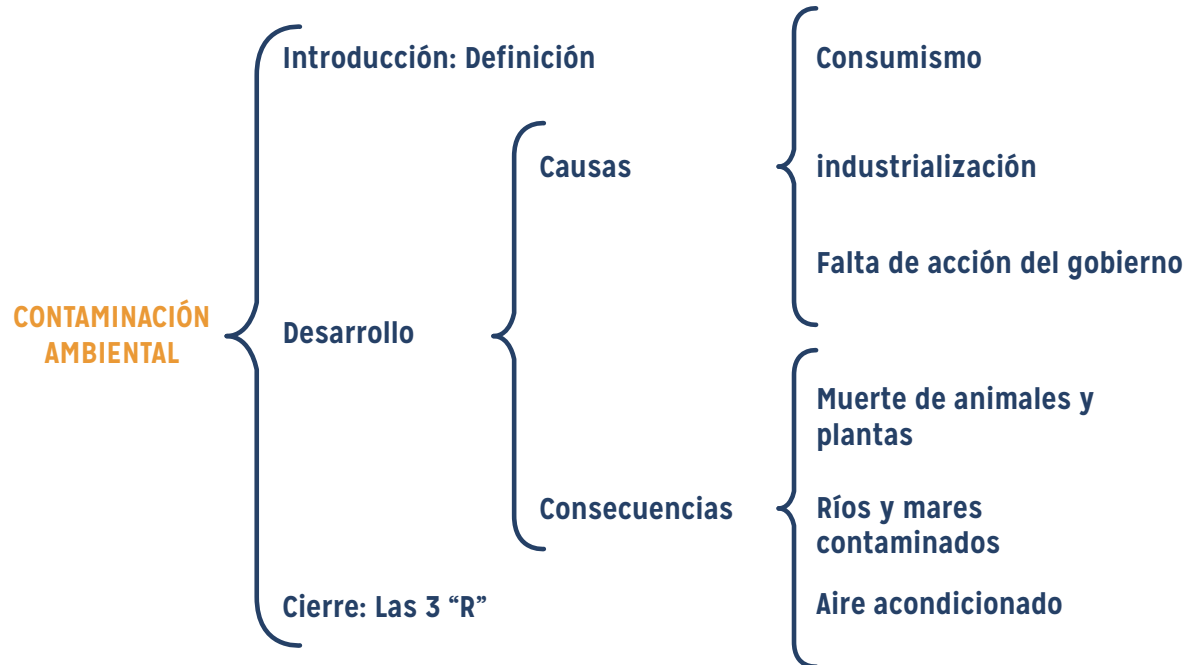 CONTAMINACIÓN
AMBIENTAL
Introducción: Definición
Desarrollo
Causas
Consumismo
industrialización
Falta de acción del gobierno
Consecuencias
Muerte de animales y
plantas
Ríos y mares
contaminados
Aire acondicionado
Cierre: Las 3 “R”